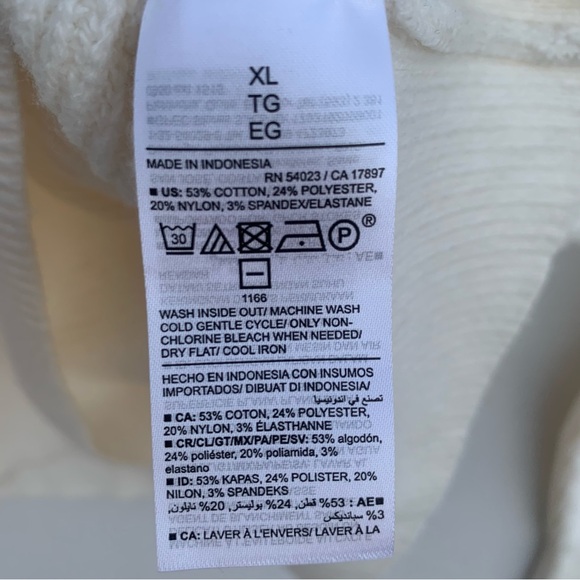 XL
TG
EG
MADE IN INDONESIA
RN 54023 / CA 17897
■ US: 53% COTTON, 24% POLYESTER,
20% NYLON, 3% SPANDEX/ELASTANE
30 P ®
1166
WASH INSIDE OUT/ MACHINE WASH
COLD GENTLE CYCLE/ ONLY NON-
CHLORINE BLEACH WHEN NEEDED/
DRY FLAT/ COOL IRON
HECHO EN INDONESIA CON INSUMOS
IMPORTADOS/ DIBUAT DI INDONESIA/
تصنع في اندونيسيا
■ CA: 53% COTON, 24% POLYESTER,
20% NYLON, 3% ÉLASTHANNE
■ CR/CL/GT/MX/PA/PE/SV: 53% algodón,
24% poliéster, 20% poliamida, 3%
elastano
■ ID: 53% KAPAS, 24% POLISTER, 20%
NILON, 3% SPANDEKS
■ AE: 53% قطن, 24% بوليستر, 20% نايلون,
3% سباندیكس
■ CA: LAVER À L'ENVERS/ LAVER À LA